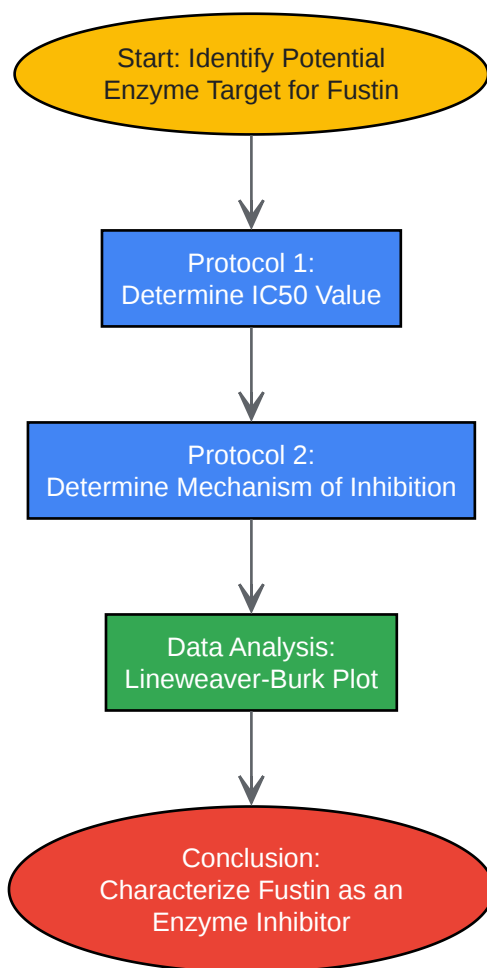 Start: Identify Potential
Enzyme Target for Fustin
Protocol 1:
Determine IC50 Value
Protocol 2:
Determine Mechanism of Inhibition
Data Analysis:
Lineweaver-Burk Plot
Conclusion:
Characterize Fustin as an
Enzyme Inhibitor